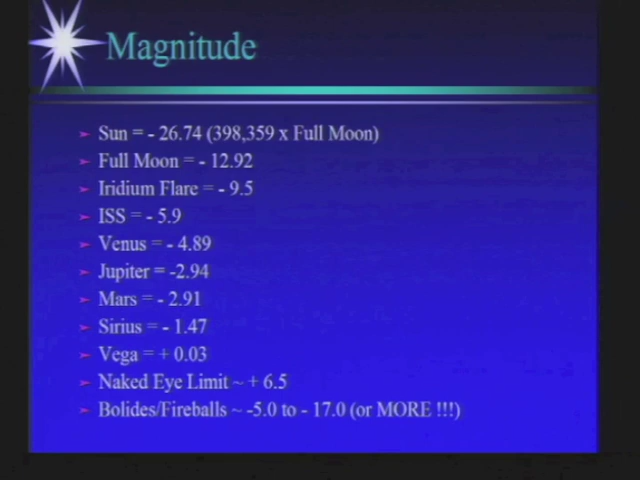 Magnitude
Sun = - 26.74 (398,359 x Full Moon)
Full Moon = - 12.92
Iridium Flare = - 9.5
ISS = - 5.9
Venus = - 4.89
Jupiter = -2.94
Mars = - 2.91
Sirius = - 1.47
Vega = + 0.03
Naked Eye Limit ~ + 6.5
Bolides/Fireballs ~ -5.0 to - 17.0 (or MORE !!!)